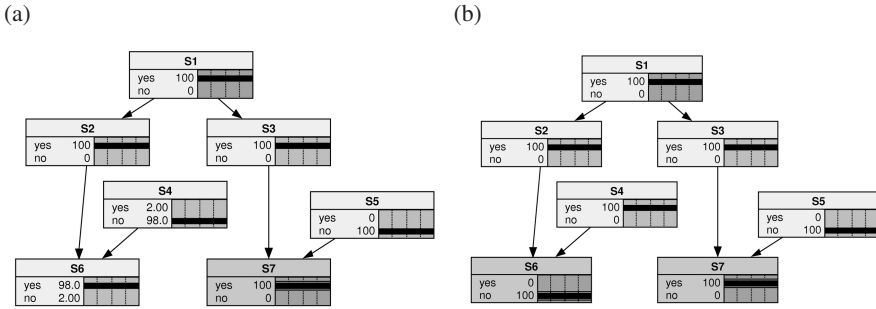 (a)
S1
yes 100
no 0
S2
yes 100
no 0
S3
yes 100
no 0
S4
yes 2.00
no 98.0
S5
yes 0
no 100
S6
yes 98.0
no 2.00
S7
yes 100
no 0
(b)
S1
yes 100
no 0
S2
yes 100
no 0
S3
yes 100
no 0
S4
yes 100
no 0
S5
yes 0
no 100
S6
yes 0
no 100
S7
yes 100
no 0